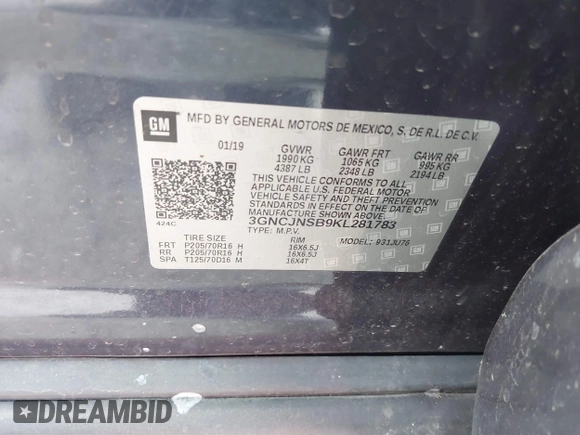 GM
MFD BY GENERAL MOTORS DE MEXICO, S. DE R.L. DE C.V.
01/19 GVWR GAWR FRT GAWR RR
1990 KG 1065 KG 995 KG
4387 LB 2348 LB 2194 LB
THIS VEHICLE CONFORMS TO ALL
APPLICABLE U.S. FEDERAL MOTOR
VEHICLE SAFETY, BUMPER, AND THEFT
PREVENTION STANDARDS IN EFFECT
ON THE DATE OF MANUFACTURE
SHOWN ABOVE.
3GNCJNSB9KL281783
424C
TYPE: M.P.V.
TIRE SIZE RIM MODEL: 931JU76
FRT P205/70R16 H 16X6.5J
RR P205/70R16 H 16X6.5J
SPA T125/70D16 M 16X4T
DREAMBID